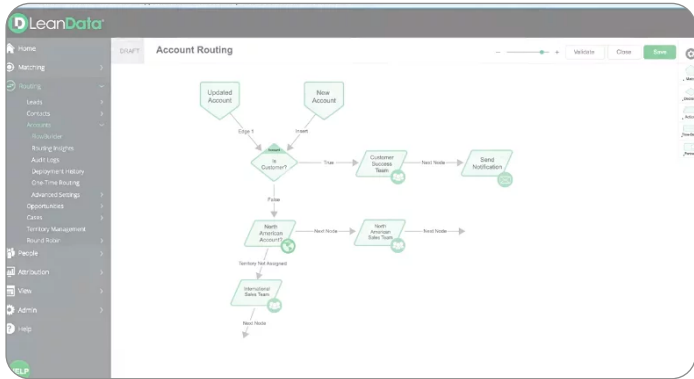 LeanData
Home
Matching
Routing
Leads
Contacts
Accounts
FlowBuilder
Routing Insights
Audit Logs
Deployment History
One-Time Routing
Advanced Settings
Opportunities
Cases
Territory Management
Round Robin
People
Attribution
View
Admin
Help
DRAFT
Account Routing
Validate
Close
Save
Updated
Account
New
Account
Edge 1
Insert
Is
Customer?
True
Customer
Success
Team
Next Node
Send
Notification
False
North
American
Account?
Next Node
North
American
Sales Team
Next Node
Territory Not Assigned
International
Sales Team
Next Node